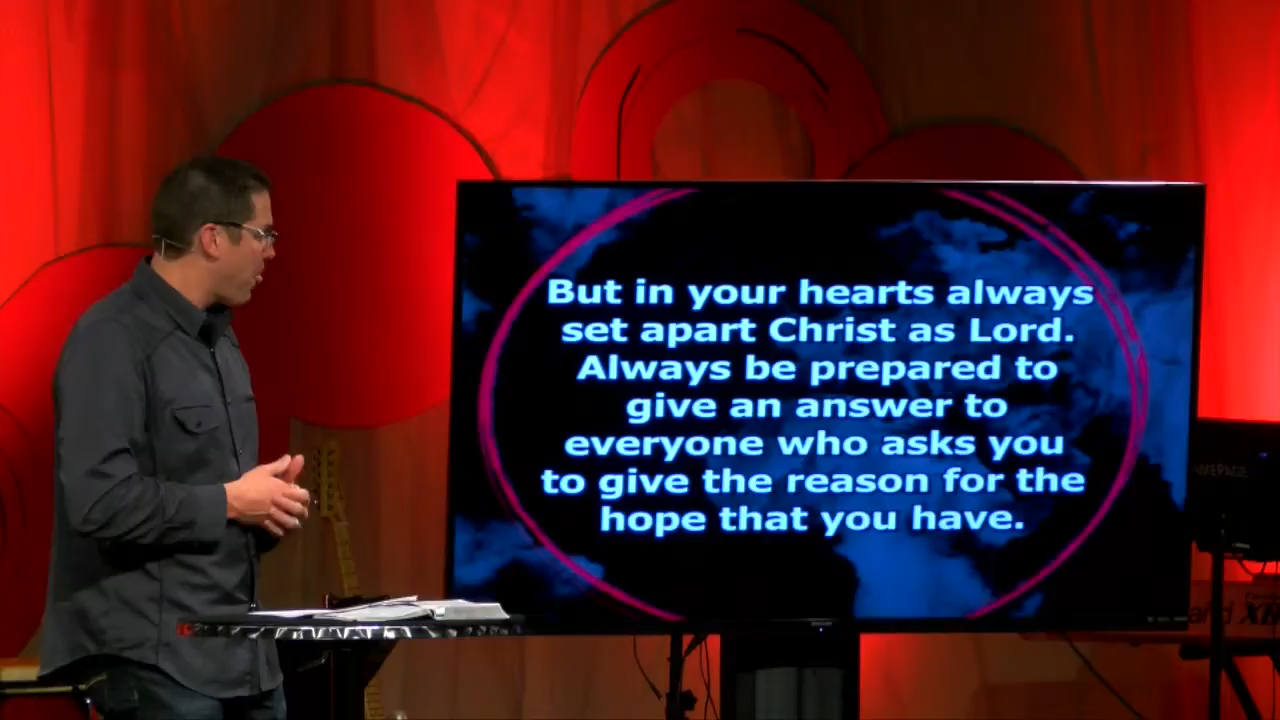 But in your hearts always
set apart Christ as Lord.
Always be prepared to
give an answer to
everyone who asks you
to give the reason for the
hope that you have.